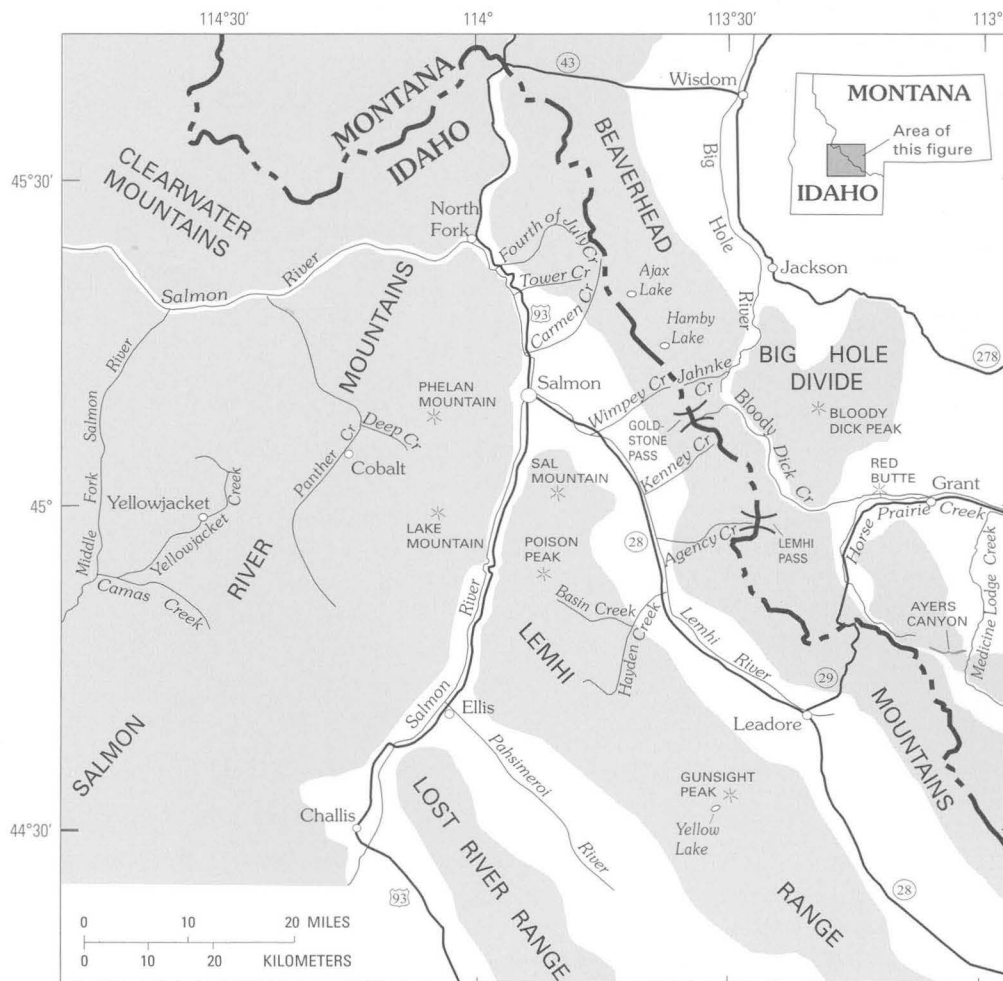 114°30'
114°
113°30'
113°
43
Wisdom
MONTANA
IDAHO
MONTANA
Area of
this figure
IDAHO
CLEARWATER
MOUNTAINS
45°30'
BEAVERHEAD
Big
Hole
River
North
Fork
Fourth of
July Cr
Tower Cr
Carmen Cr
93
Ajax
Lake
Hamby
Lake
Jackson
278
Salmon
River
MOUNTAINS
BIG HOLE
DIVIDE
Salmon
PHELAN
MOUNTAIN
Wimpey Cr
Jahnke
Cr
Bloody
Dick Cr
BLOODY
DICK PEAK
GOLD-
STONE
PASS
Kenney Cr
Deep Cr
Panther Cr
Cobalt
River
Salmon
Fork
Middle
Yellowjacket
Yellowjacket
Creek
Camas Creek
SAL
MOUNTAIN
RED
BUTTE
Grant
Horse
Prairie Creek
45°
LAKE
MOUNTAIN
POISON
PEAK
28
Agency Cr
LEMHI
PASS
Medicine Lodge Creek
RIVER
River
Basin Creek
Hayden Creek
Lemhi
River
AYERS
CANYON
LEMHI
29
Salmon
Ellis
Leadore
MOUNTAINS
SALMON
Pahsimeroi
River
GUNSIGHT
PEAK
Yellow
Lake
44°30'
Challis
LOST
RIVER
RANGE
RANGE
93
28
0 10 20 MILES
0 10 20 KILOMETERS